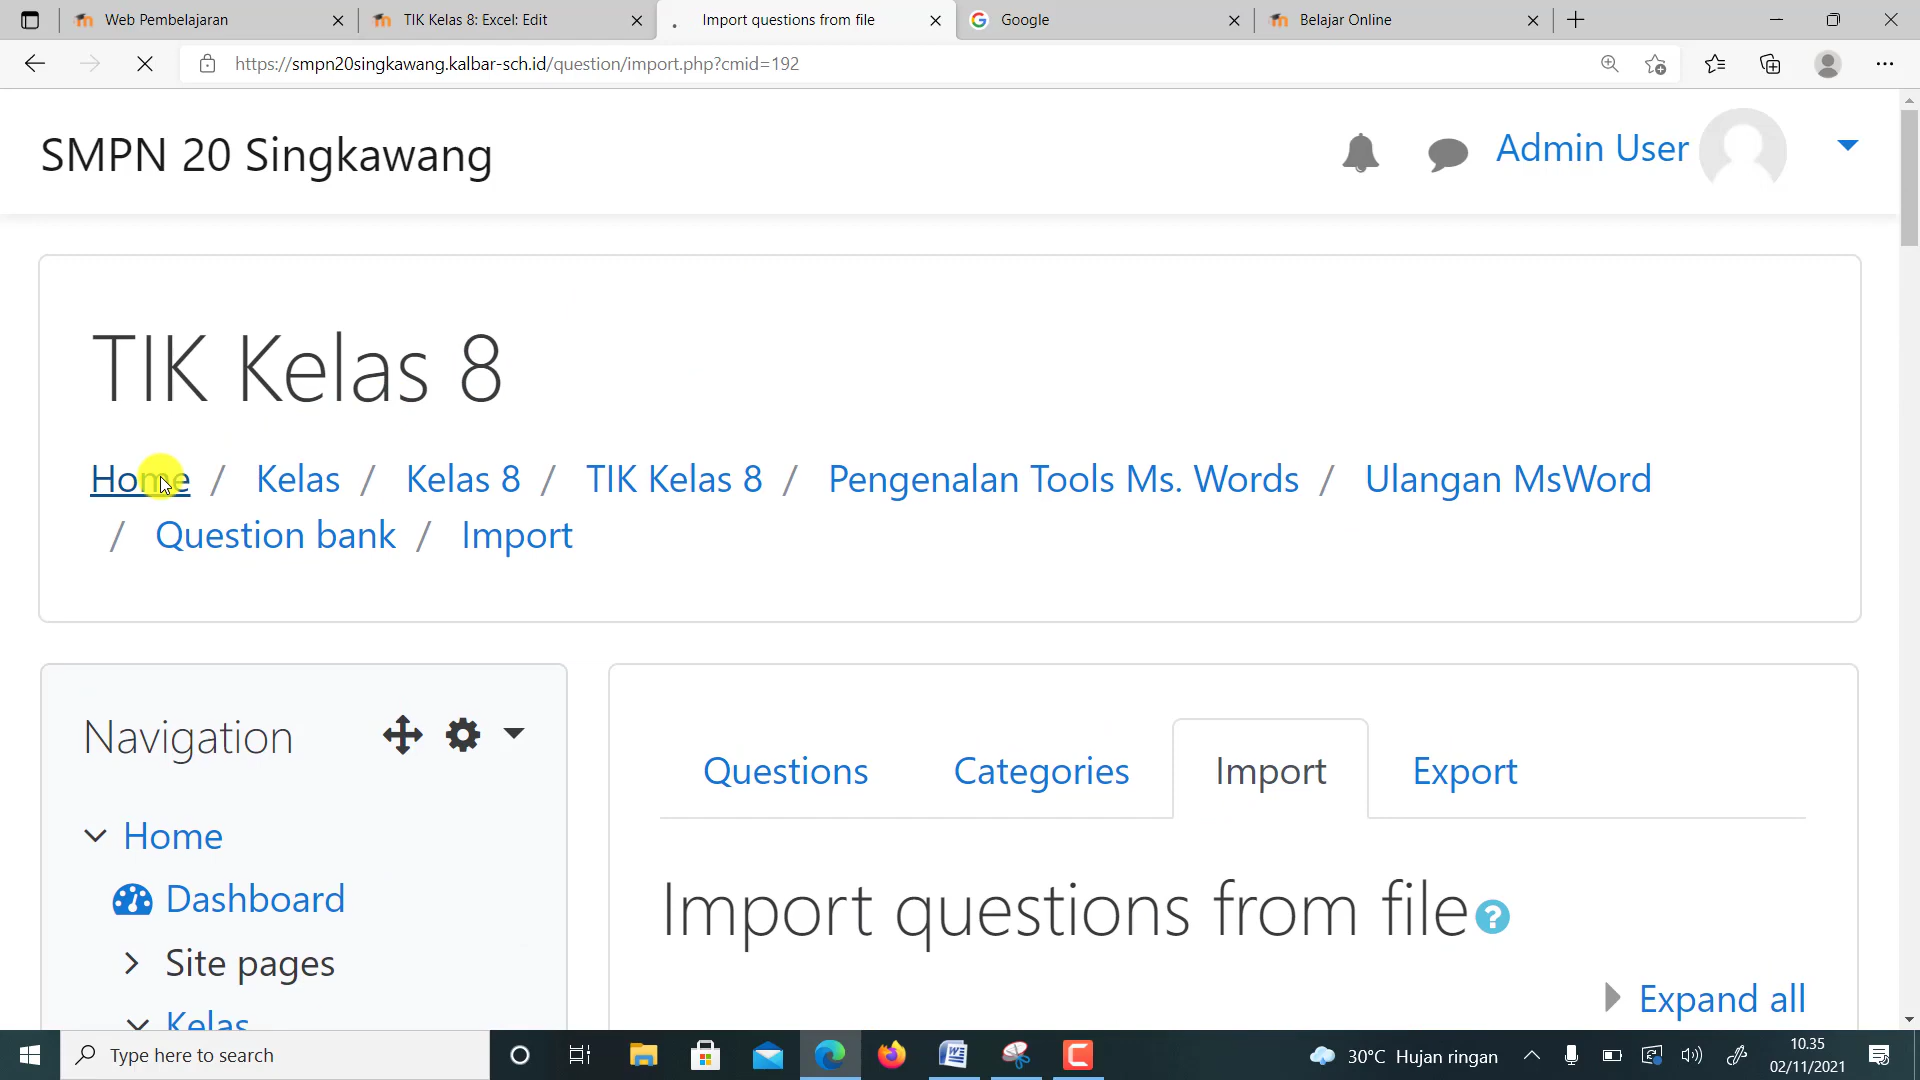 Web Pembelajaran
TIK Kelas 8: Excel: Edit
Import questions from file
Google
Belajar Online
https://smpn20singkawang.kalbar-sch.id/question/import.php?cmid=192
SMPN 20 Singkawang
Admin User
TIK Kelas 8
Home / Kelas / Kelas 8 / TIK Kelas 8 / Pengenalan Tools Ms. Words / Ulangan MsWord
/ Question bank / Import
Navigation
Home
Dashboard
Site pages
Kelas
Questions Categories Import Export
Import questions from file
Expand all
Type here to search
30°C Hujan ringan
10.35
02/11/2021